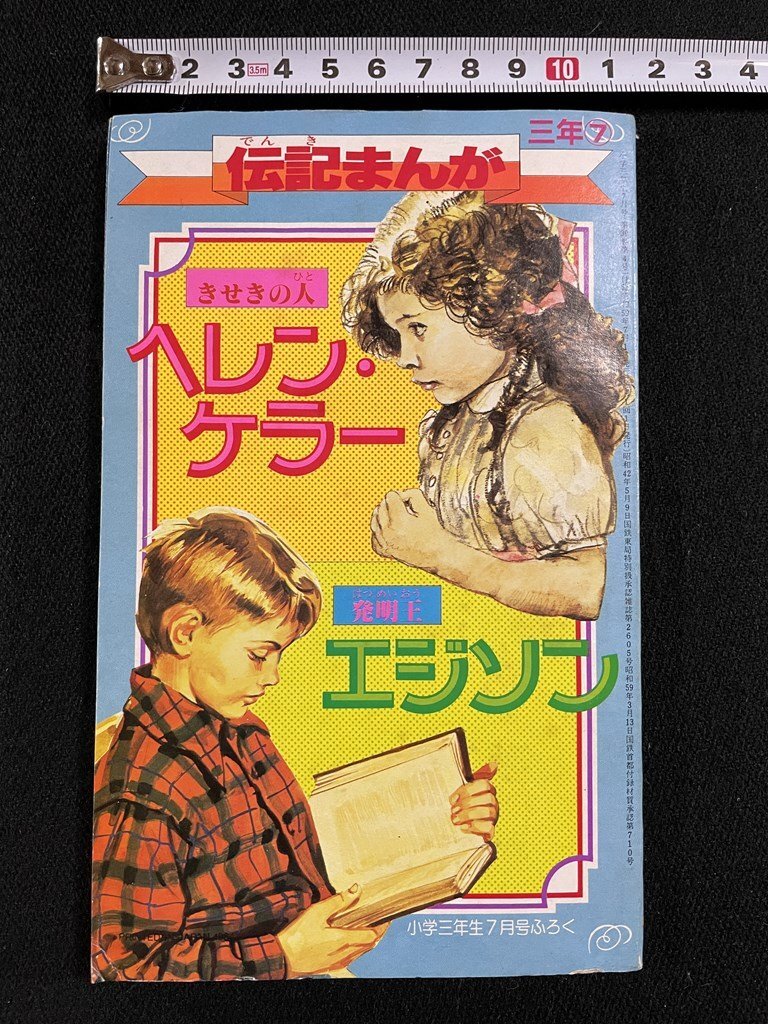 2 3 3.5m 4 5 6 7 8 9 10 1 2 3 4
三年⑦
でんき
伝記まんが
ひと
きせきの人
ヘレン・
ケラー
はつめいおう
発明王
エジソン
小学三年生7月号ふろく
昭和42年5月9日国鉄東局特別扱承認雑誌第2605号昭和59年3月13日国鉄首都付録材質承認第710号